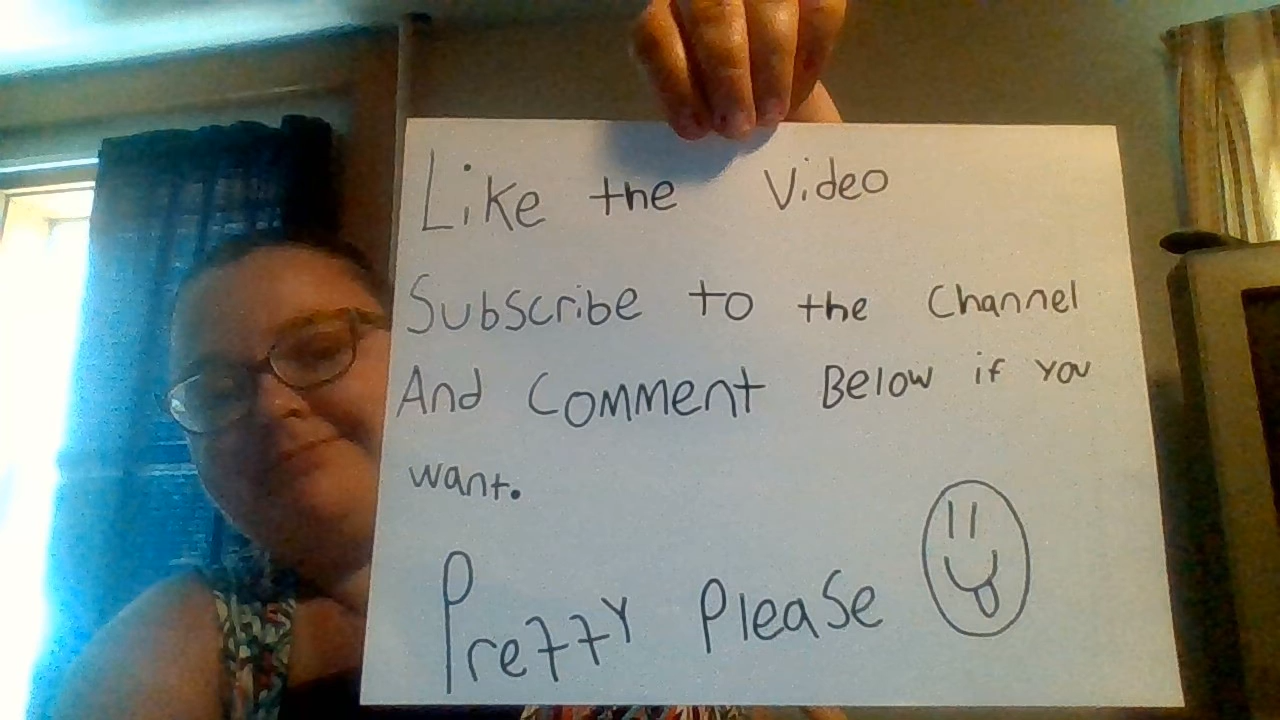 Like the Video
Subscribe to the Channel
And Comment Below if you
want.
Pretty Please